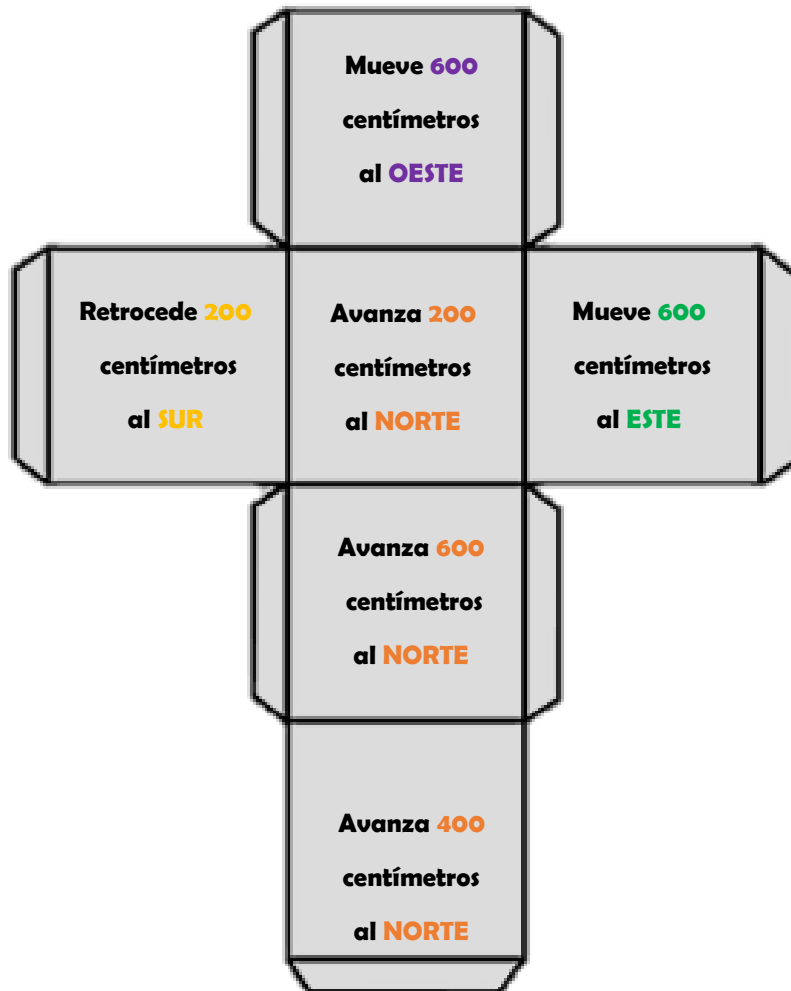 Mueve 600
centímetros
al OESTE
Retrocede 200
centímetros
al SUR
Avanza 200
centímetros
al NORTE
Mueve 600
centímetros
al ESTE
Avanza 600
centímetros
al NORTE
Avanza 400
centímetros
al NORTE